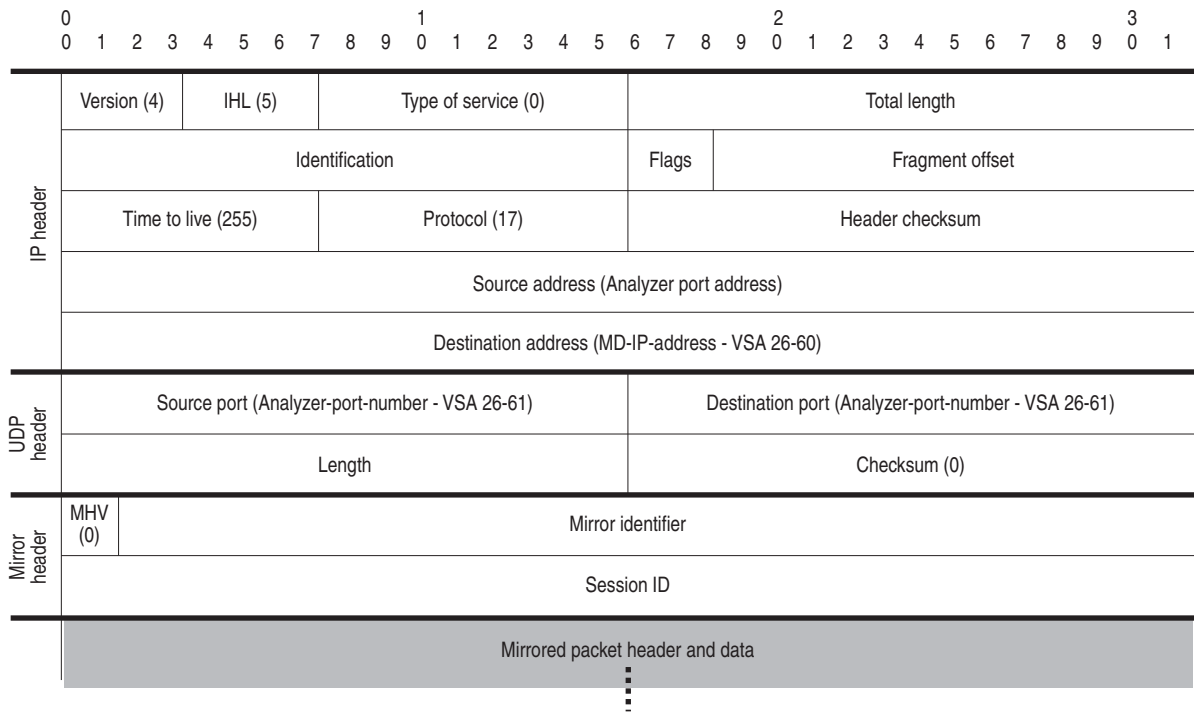 0 1 2 3
0 1 2 3 4 5 6 7 8 9 0 1 2 3 4 5 6 7 8 9 0 1 2 3 4 5 6 7 8 9 0 1
IP header
Version (4) IHL (5) Type of service (0) Total length
Identification Flags Fragment offset
Time to live (255) Protocol (17) Header checksum
Source address (Analyzer port address)
Destination address (MD-IP-address - VSA 26-60)
UDP
header
Source port (Analyzer-port-number - VSA 26-61) Destination port (Analyzer-port-number - VSA 26-61)
Length Checksum (0)
Mirror
header
MHV
(0)
Mirror identifier
Session ID
Mirrored packet header and data